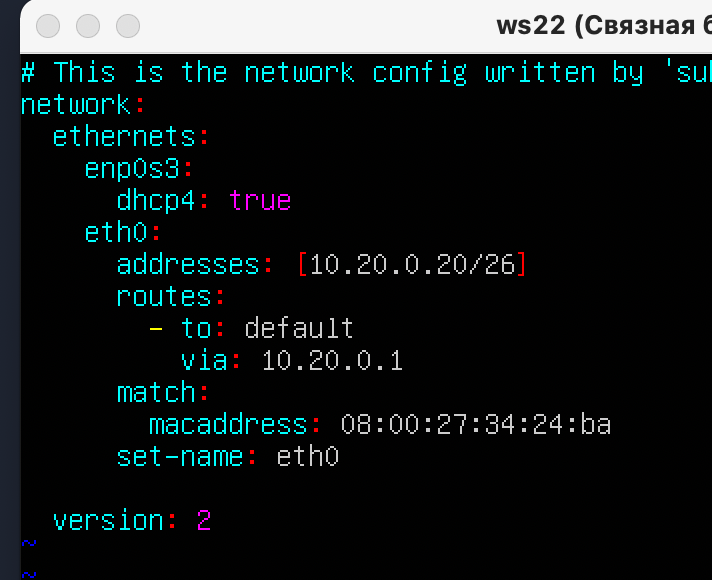 ws22 (Связная
# This is the network config written by
network:
  ethernets:
    enp0s3:
      dhcp4: true
    eth0:
      addresses: [10.20.0.20/26]
      routes:
        - to: default
          via: 10.20.0.1
      match:
        macaddress: 08:00:27:34:24:ba
      set-name: eth0
  version: 2
~
~